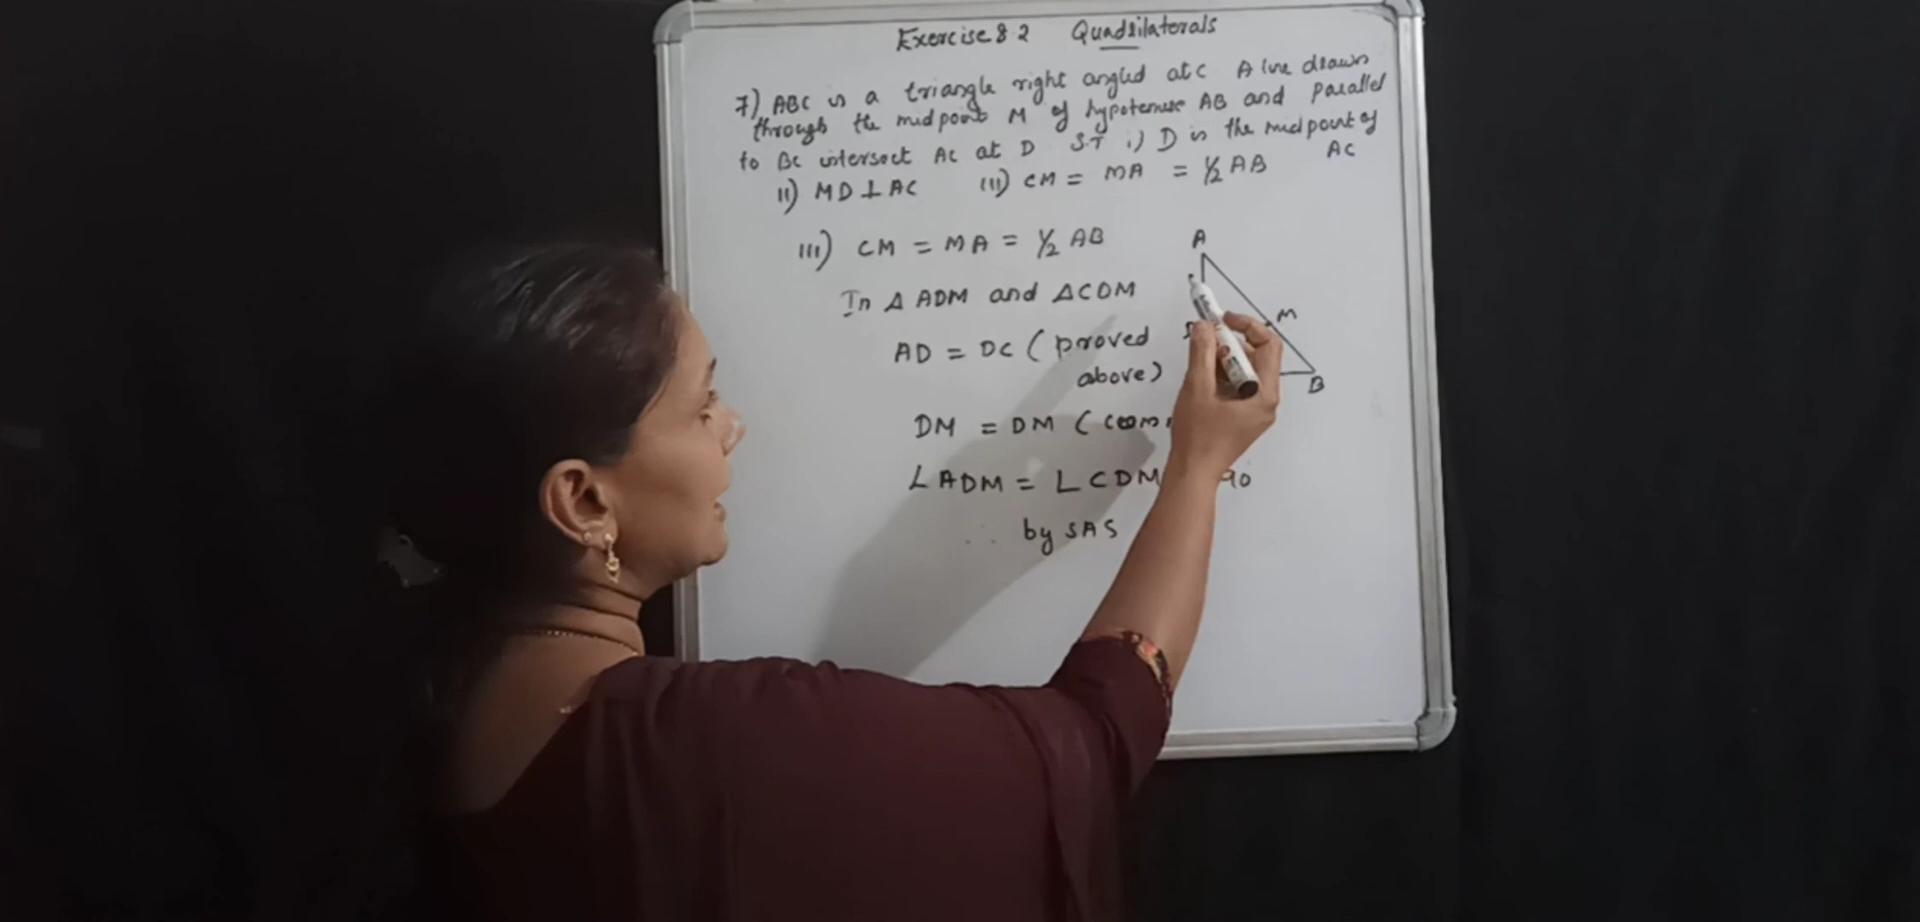 Exercise 8.2 Quadrilaterals
7) ABC is a triangle right angled at C A line drawn
through the midpoint M of hypotenuse AB and parallel
to BC intersect AC at D S.T i) D is the midpoint of
AC
ii) MD ⊥ AC iii) CM = MA = 1/2 AB
iii) CM = MA = 1/2 AB
A
In Δ ADM and Δ CDM
M
AD = DC (proved
above)
B
DM = DM (
∠ADM = ∠CDM 90
∴ by SAS